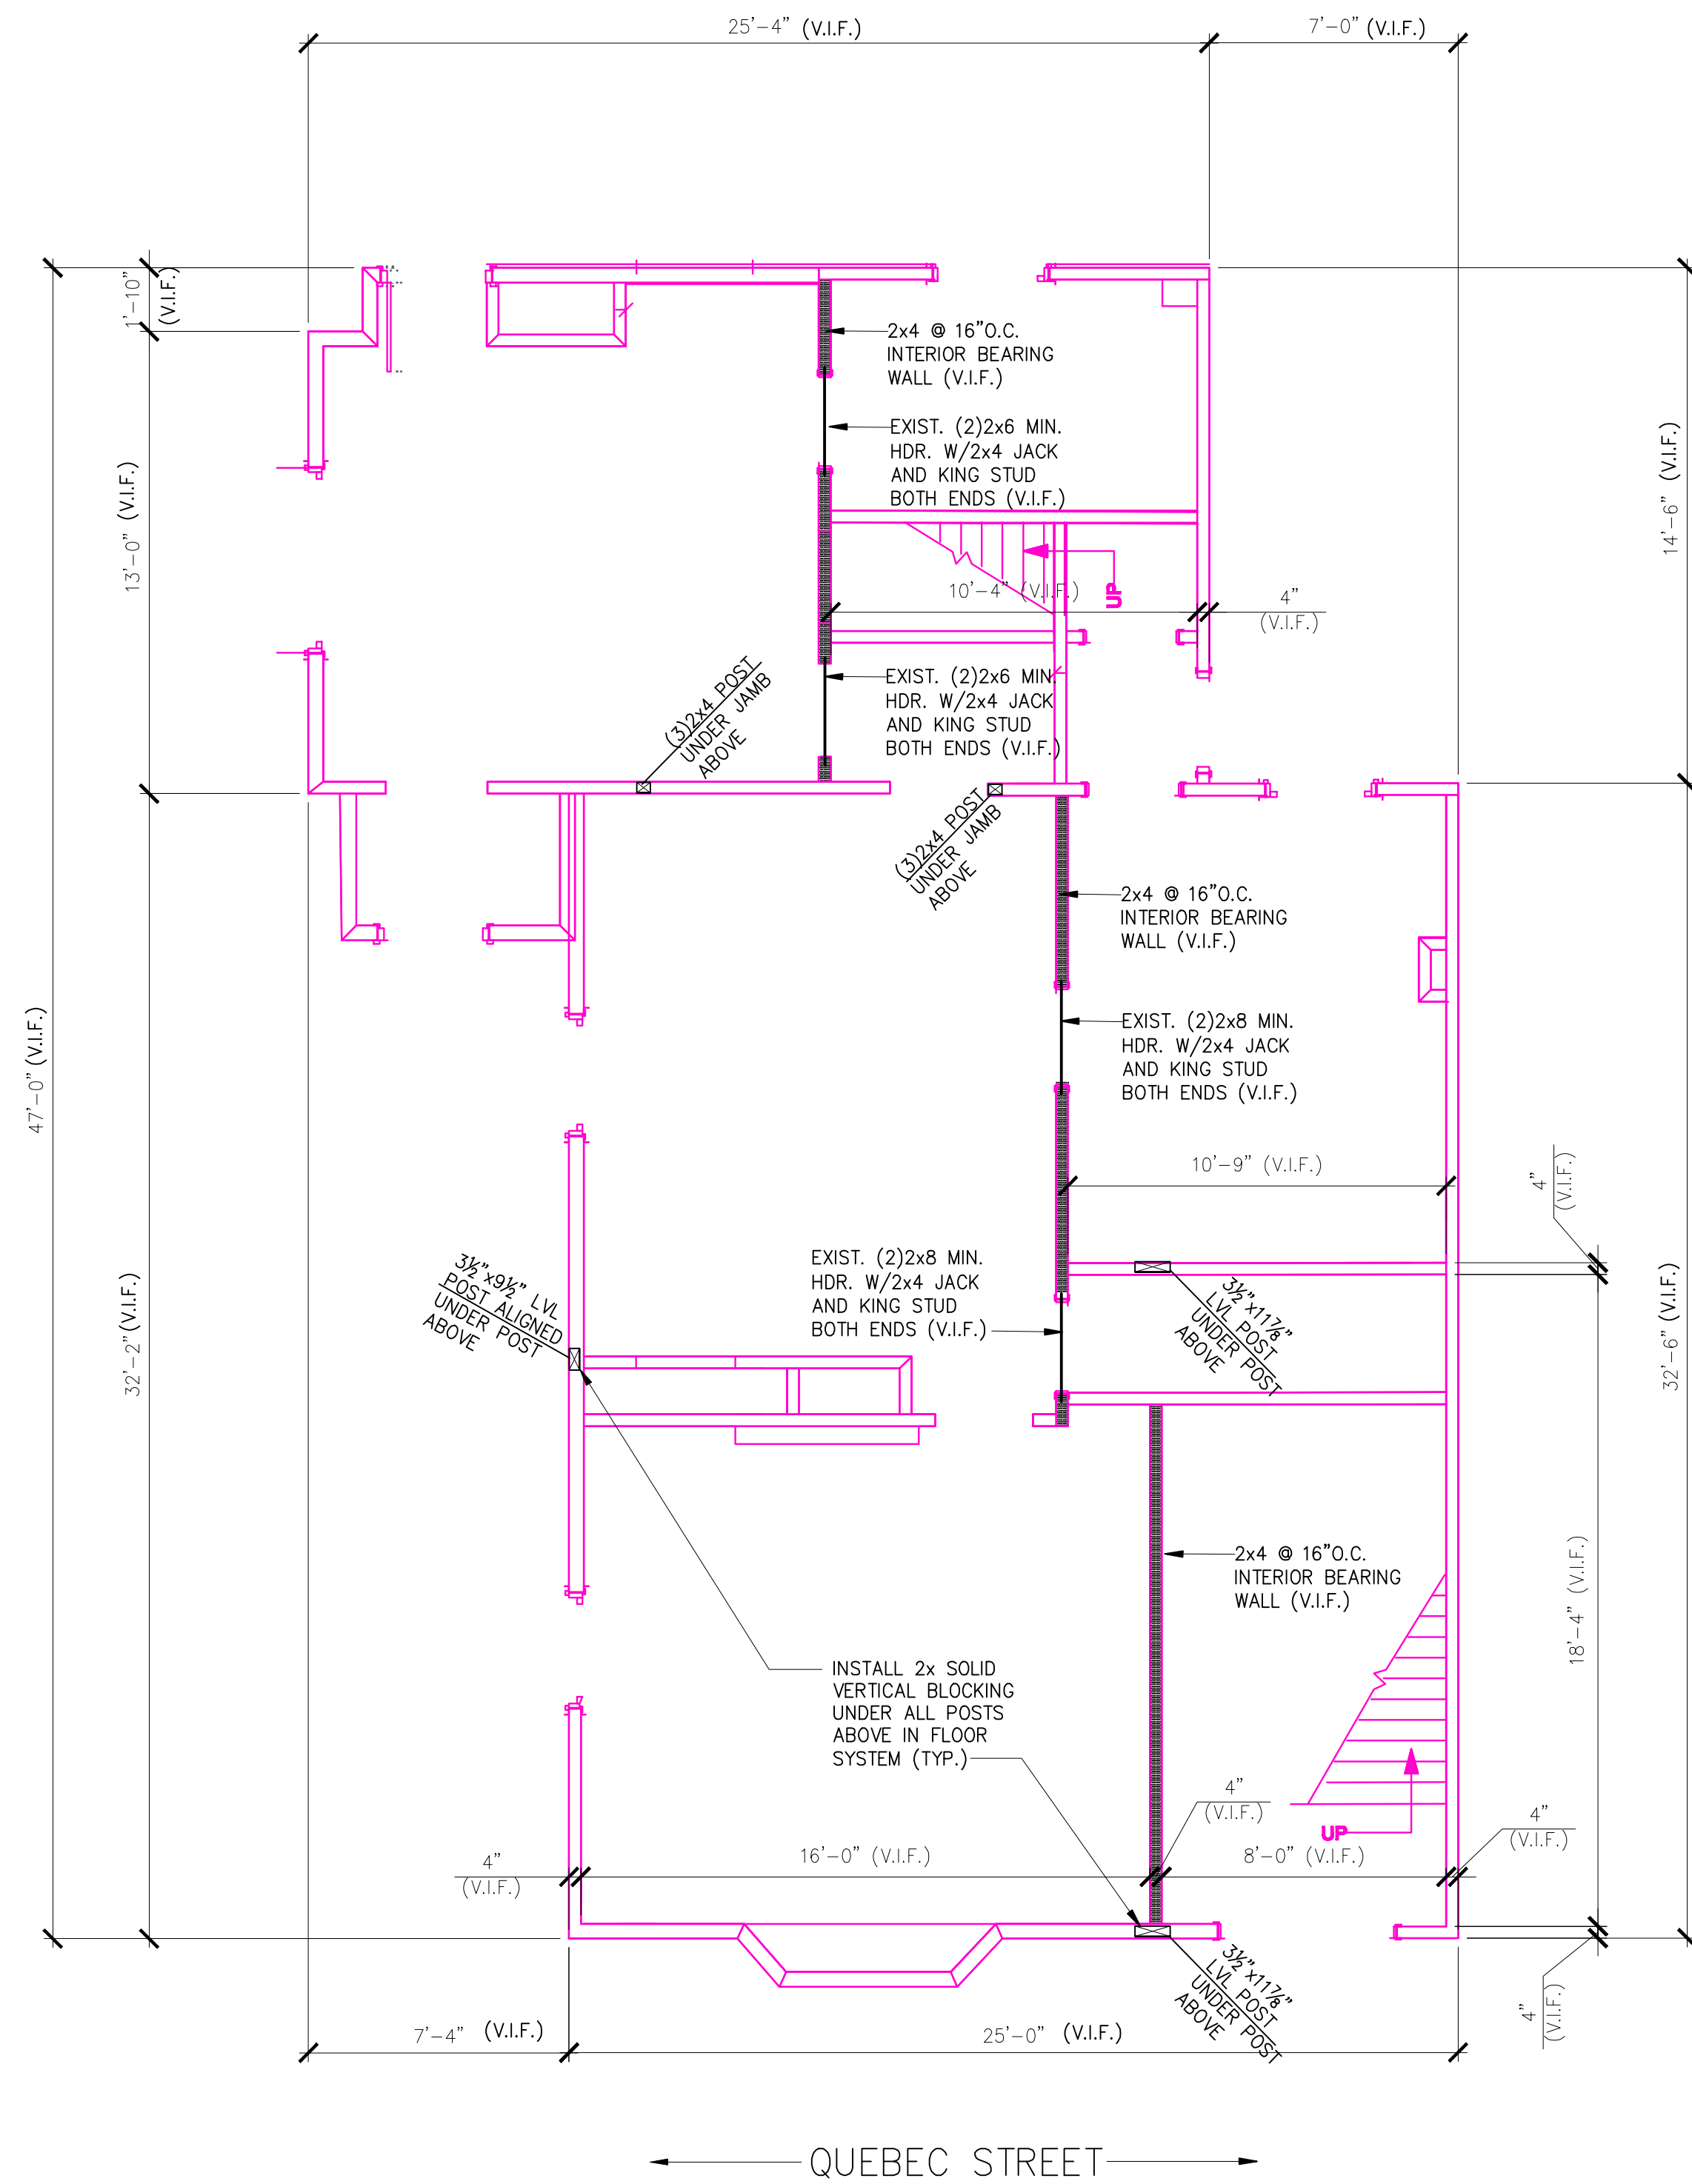 25'-4" (V.I.F.)
7'-0" (V.I.F.)
1'-10"
(V.I.F.)
2x4 @ 16"O.C.
INTERIOR BEARING
WALL (V.I.F.)
EXIST. (2)2x6 MIN.
HDR. W/2x4 JACK
AND KING STUD
BOTH ENDS (V.I.F.)
13'-0" (V.I.F.)
14'-6" (V.I.F.)
UP
10'-4" (V.I.F.)
4"
(V.I.F.)
(3)2x4 POST
UNDER JAMB
ABOVE
EXIST. (2)2x6 MIN.
HDR. W/2x4 JACK
AND KING STUD
BOTH ENDS (V.I.F.)
(3)2x4 POST
UNDER JAMB
ABOVE
2x4 @ 16"O.C.
INTERIOR BEARING
WALL (V.I.F.)
EXIST. (2)2x8 MIN.
HDR. W/2x4 JACK
AND KING STUD
BOTH ENDS (V.I.F.)
47'-0" (V.I.F.)
10'-9" (V.I.F.)
4"
(V.I.F.)
EXIST. (2)2x8 MIN.
HDR. W/2x4 JACK
AND KING STUD
BOTH ENDS (V.I.F.)
3½"x9½" LVL
POST ALIGNED
UNDER POST
ABOVE
3½"x11⅞"
LVL POST
UNDER POST
ABOVE
32'-2" (V.I.F.)
32'-6" (V.I.F.)
2x4 @ 16"O.C.
INTERIOR BEARING
WALL (V.I.F.)
18'-4" (V.I.F.)
INSTALL 2x SOLID
VERTICAL BLOCKING
UNDER ALL POSTS
ABOVE IN FLOOR
SYSTEM (TYP.)
4"
(V.I.F.)
UP
4"
(V.I.F.)
4"
(V.I.F.)
16'-0" (V.I.F.)
8'-0" (V.I.F.)
3½"x11⅞"
LVL POST
UNDER POST
ABOVE
4"
(V.I.F.)
7'-4" (V.I.F.)
25'-0" (V.I.F.)
QUEBEC STREET